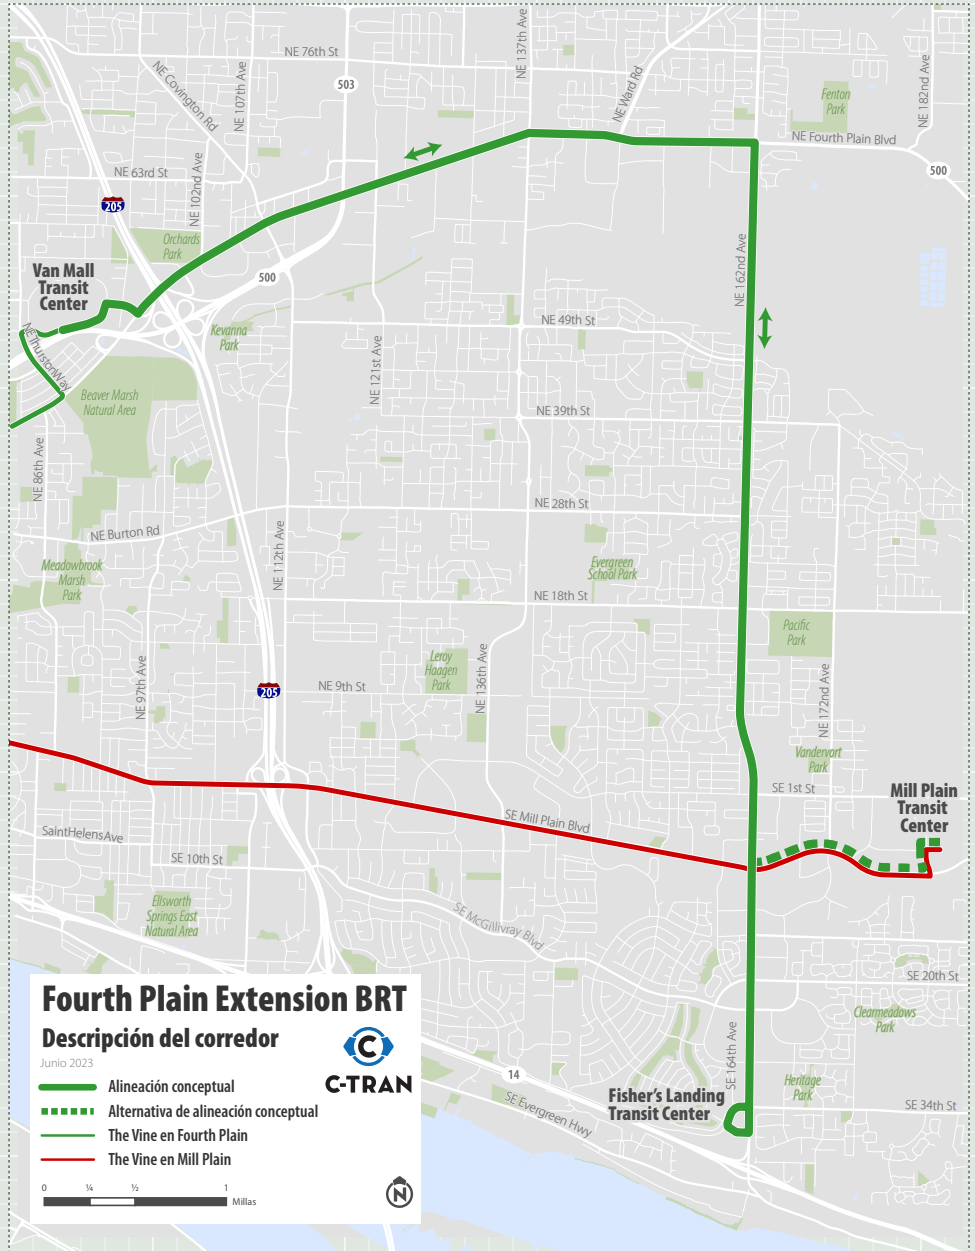 NE 76th St
NE 137th Ave
NE 182nd Ave
NE Covington Rd
NE 107th Ave
503
NE Ward Rd
Fenton
Park
NE Fourth Plain Blvd
500
NE 63rd St
NE 102nd Ave
205
Orchards
Park
Van Mall
Transit
Center
500
NE 162nd Ave
NE Thurston Way
Kevanna
Park
NE 49th St
NE 121st Ave
Beaver Marsh
Natural Area
NE 39th St
NE 86th Ave
NE 28th St
NE Burton Rd
NE 112th Ave
Meadowbrook
Marsh
Park
Evergreen
School Park
NE 18th St
Pacific
Park
Leroy
Haagen
Park
NE 136th Ave
NE 97th Ave
205
NE 9th St
NE 172nd Ave
Vandervort
Park
SE 1st St
Mill Plain
Transit
Center
SE Mill Plain Blvd
Saint Helens Ave
SE 10th St
Ellsworth
Springs East
Natural Area
SE McGillivray Blvd
SE 20th St
Clearmeadows
Park
SE 164th Ave
14
Heritage
Park
Fisher's Landing
Transit Center
SE 34th St
SE Evergreen Hwy
Fourth Plain Extension BRT
Descripción del corredor
Junio 2023
C
C-TRAN
Alineación conceptual
Alternativa de alineación conceptual
The Vine en Fourth Plain
The Vine en Mill Plain
0 ¼ ½ 1
Millas
N